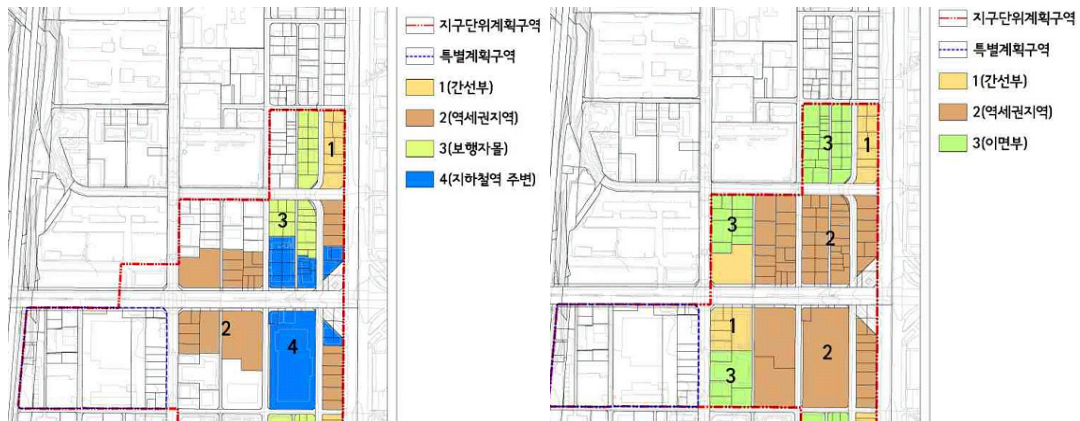 지구단위계획구역
특별계획구역
1(간선부)
2(역세권지역)
3(보행자몰)
4(지하철역 주변)
1
3
2
4
지구단위계획구역
특별계획구역
1(간선부)
2(역세권지역)
3(이면부)
3
1
3
2
1
2
3